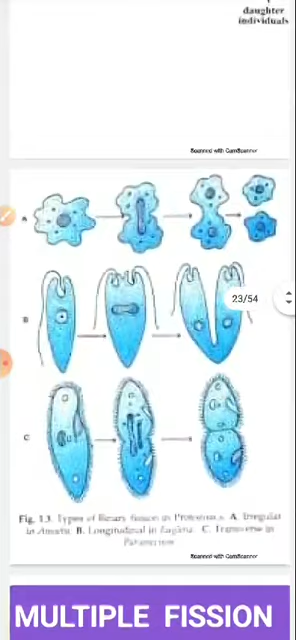 daughter
individuals
Scanned with CamScanner
A
B
23/54
C
Fig. 1.3. Types of Binary fission in Protozoans. A. Irregular
in Amoeba B. Longitudinal in Euglena C. Transverse in
Paramecium
Scanned with CamScanner
MULTIPLE FISSION